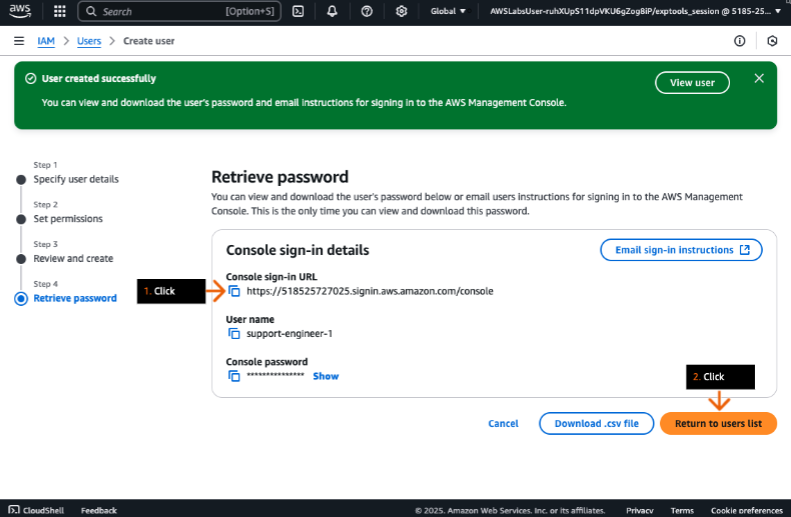 aws
Search [Option+S]
Global
AWSLabsUser-ruhXUpS11dpVKU6gZog8iP/exptools_session @ 5185-25...
IAM > Users > Create user
User created successfully
View user
You can view and download the user's password and email instructions for signing in to the AWS Management Console.
Step 1
Specify user details
Step 2
Set permissions
Step 3
Review and create
Step 4
Retrieve password
Retrieve password
You can view and download the user's password below or email users instructions for signing in to the AWS Management
Console. This is the only time you can view and download this password.
Console sign-in details
Email sign-in instructions
Console sign-in URL
1. Click
https://518525727025.signin.aws.amazon.com/console
User name
support-engineer-1
Console password
*************** Show
2. Click
Cancel
Download .csv file
Return to users list
CloudShell
Feedback
© 2025, Amazon Web Services, Inc. or its affiliates.
Privacy
Terms
Cookie preferences